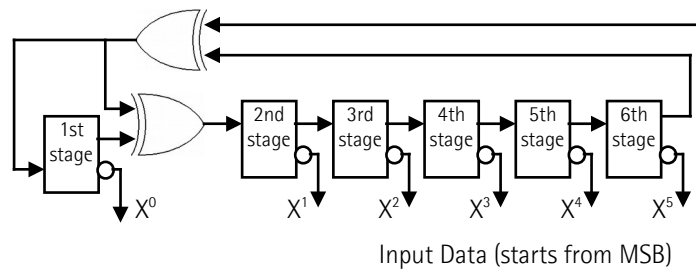 1st
stage
2nd
stage
3rd
stage
4th
stage
5th
stage
6th
stage
X⁰
X¹
X²
X³
X⁴
X⁵
Input Data (starts from MSB)